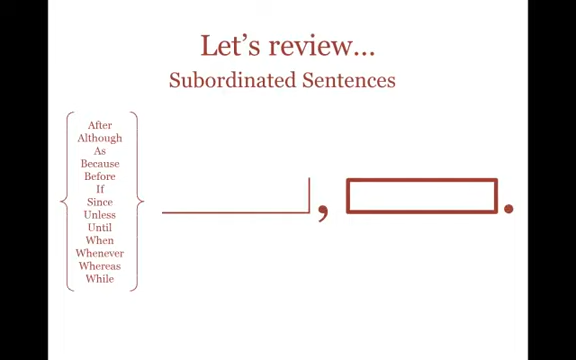 Let's review...
Subordinated Sentences
After
Although
As
Because
Before
If
Since
Unless
Until
When
Whenever
Whereas
While
, .